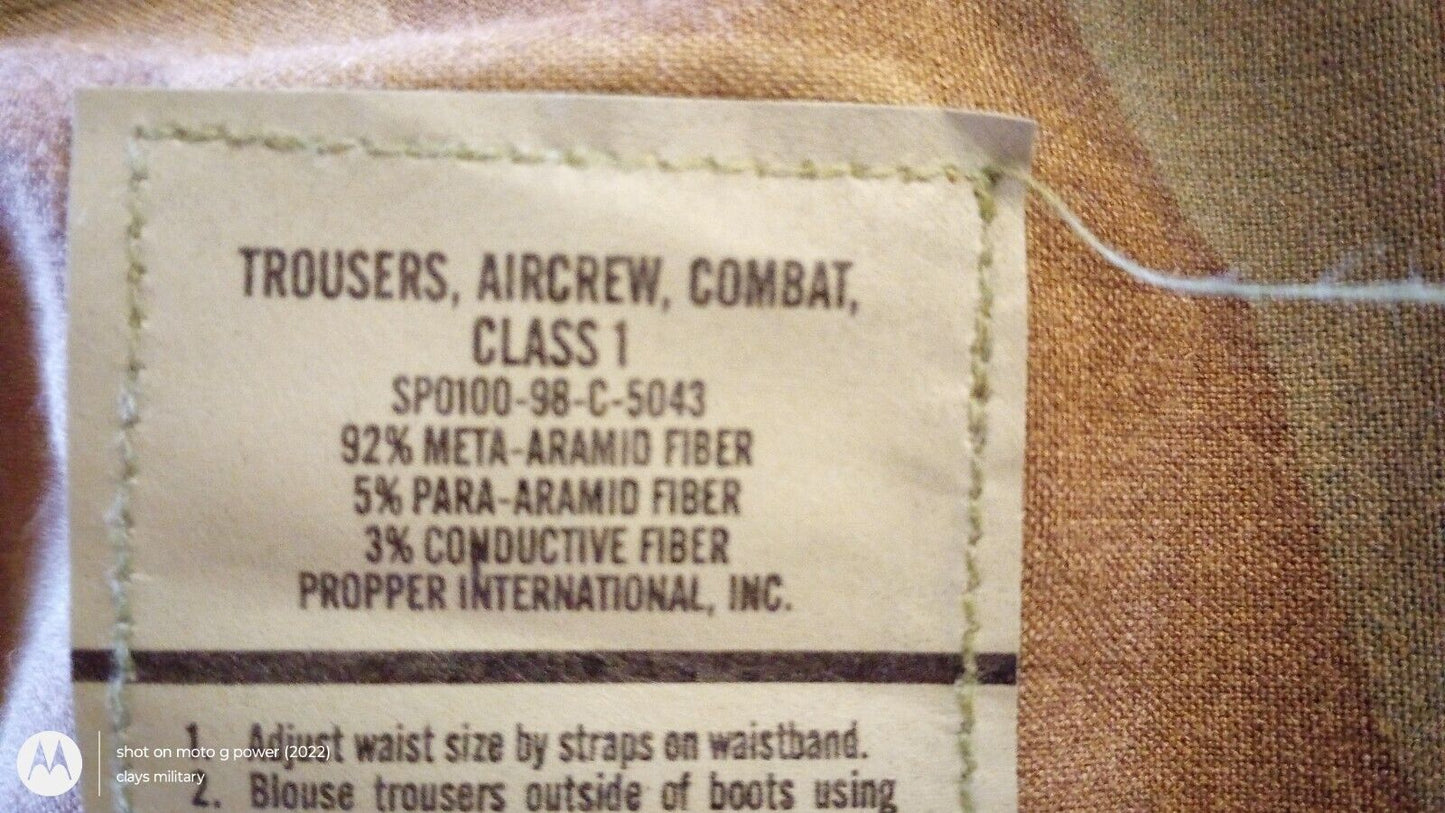 TROUSERS, AIRCREW, COMBAT,
CLASS 1
SP0100-98-C-5043
92% META-ARAMID FIBER
5% PARA-ARAMID FIBER
3% CONDUCTIVE FIBER
PROPPER INTERNATIONAL, INC.
1. Adjust waist size by straps on waistband.
2. Blouse trousers outside of boots using
shot on moto g power (2022)
clays military